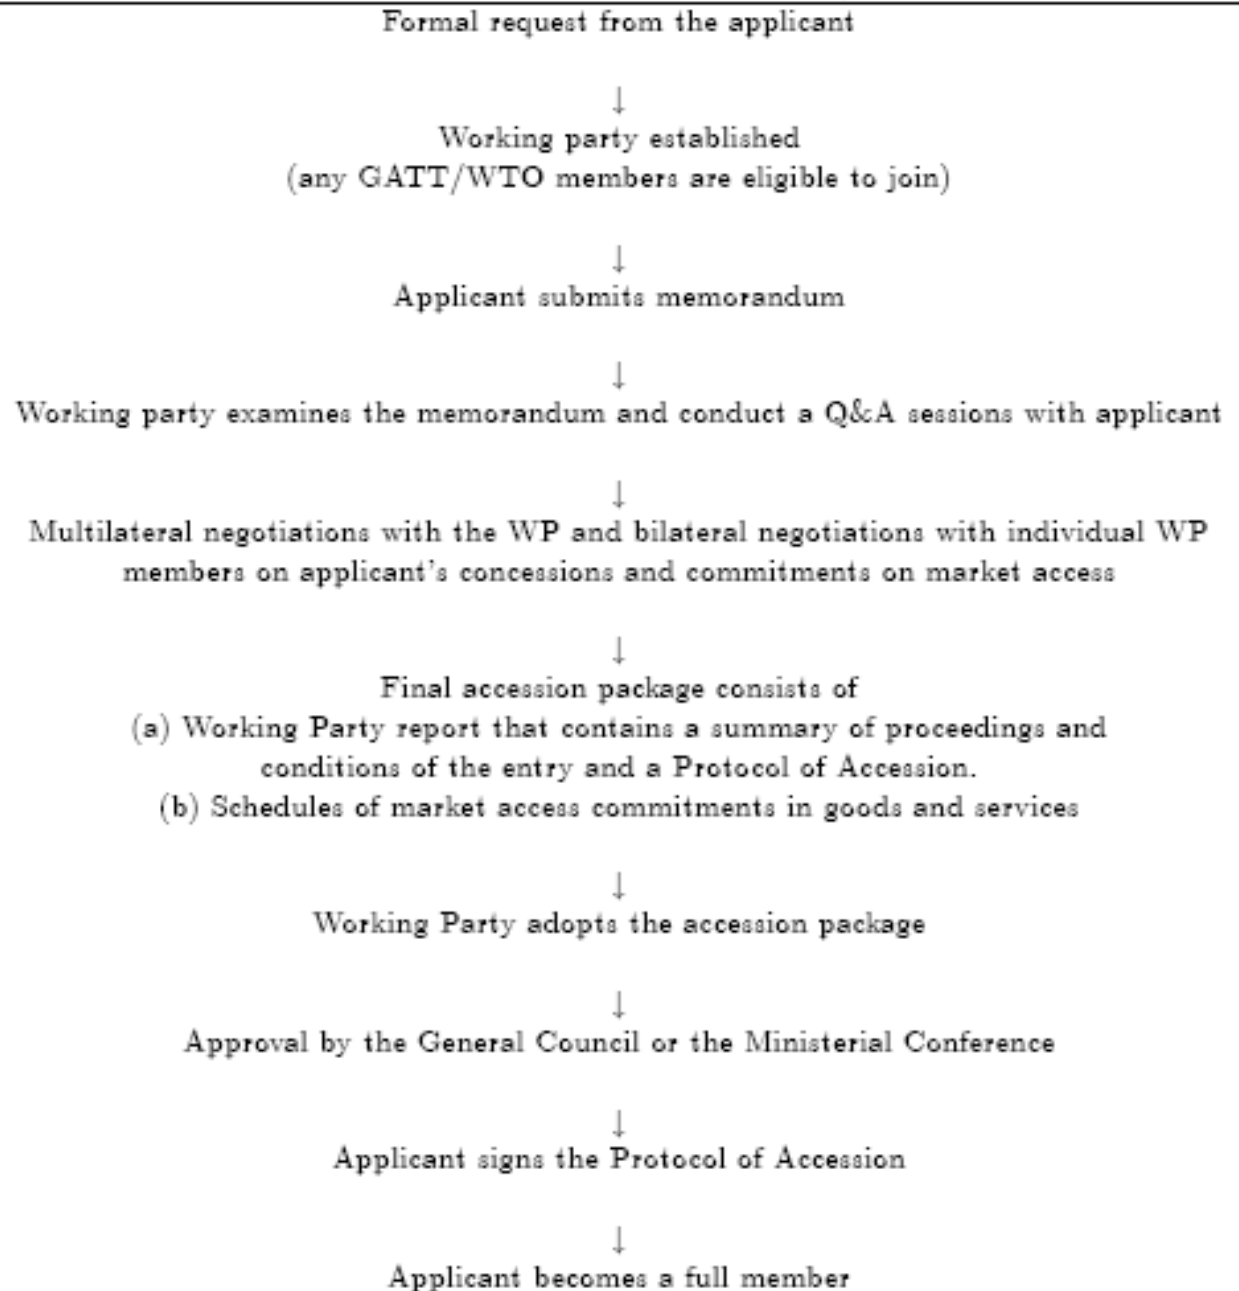 Formal request from the applicant
↓
Working party established
(any GATT/WTO members are eligible to join)
↓
Applicant submits memorandum
↓
Working party examines the memorandum and conduct a Q&A sessions with applicant
↓
Multilateral negotiations with the WP and bilateral negotiations with individual WP
members on applicant's concessions and commitments on market access
↓
Final accession package consists of
(a) Working Party report that contains a summary of proceedings and
conditions of the entry and a Protocol of Accession.
(b) Schedules of market access commitments in goods and services
↓
Working Party adopts the accession package
↓
Approval by the General Council or the Ministerial Conference
↓
Applicant signs the Protocol of Accession
↓
Applicant becomes a full member